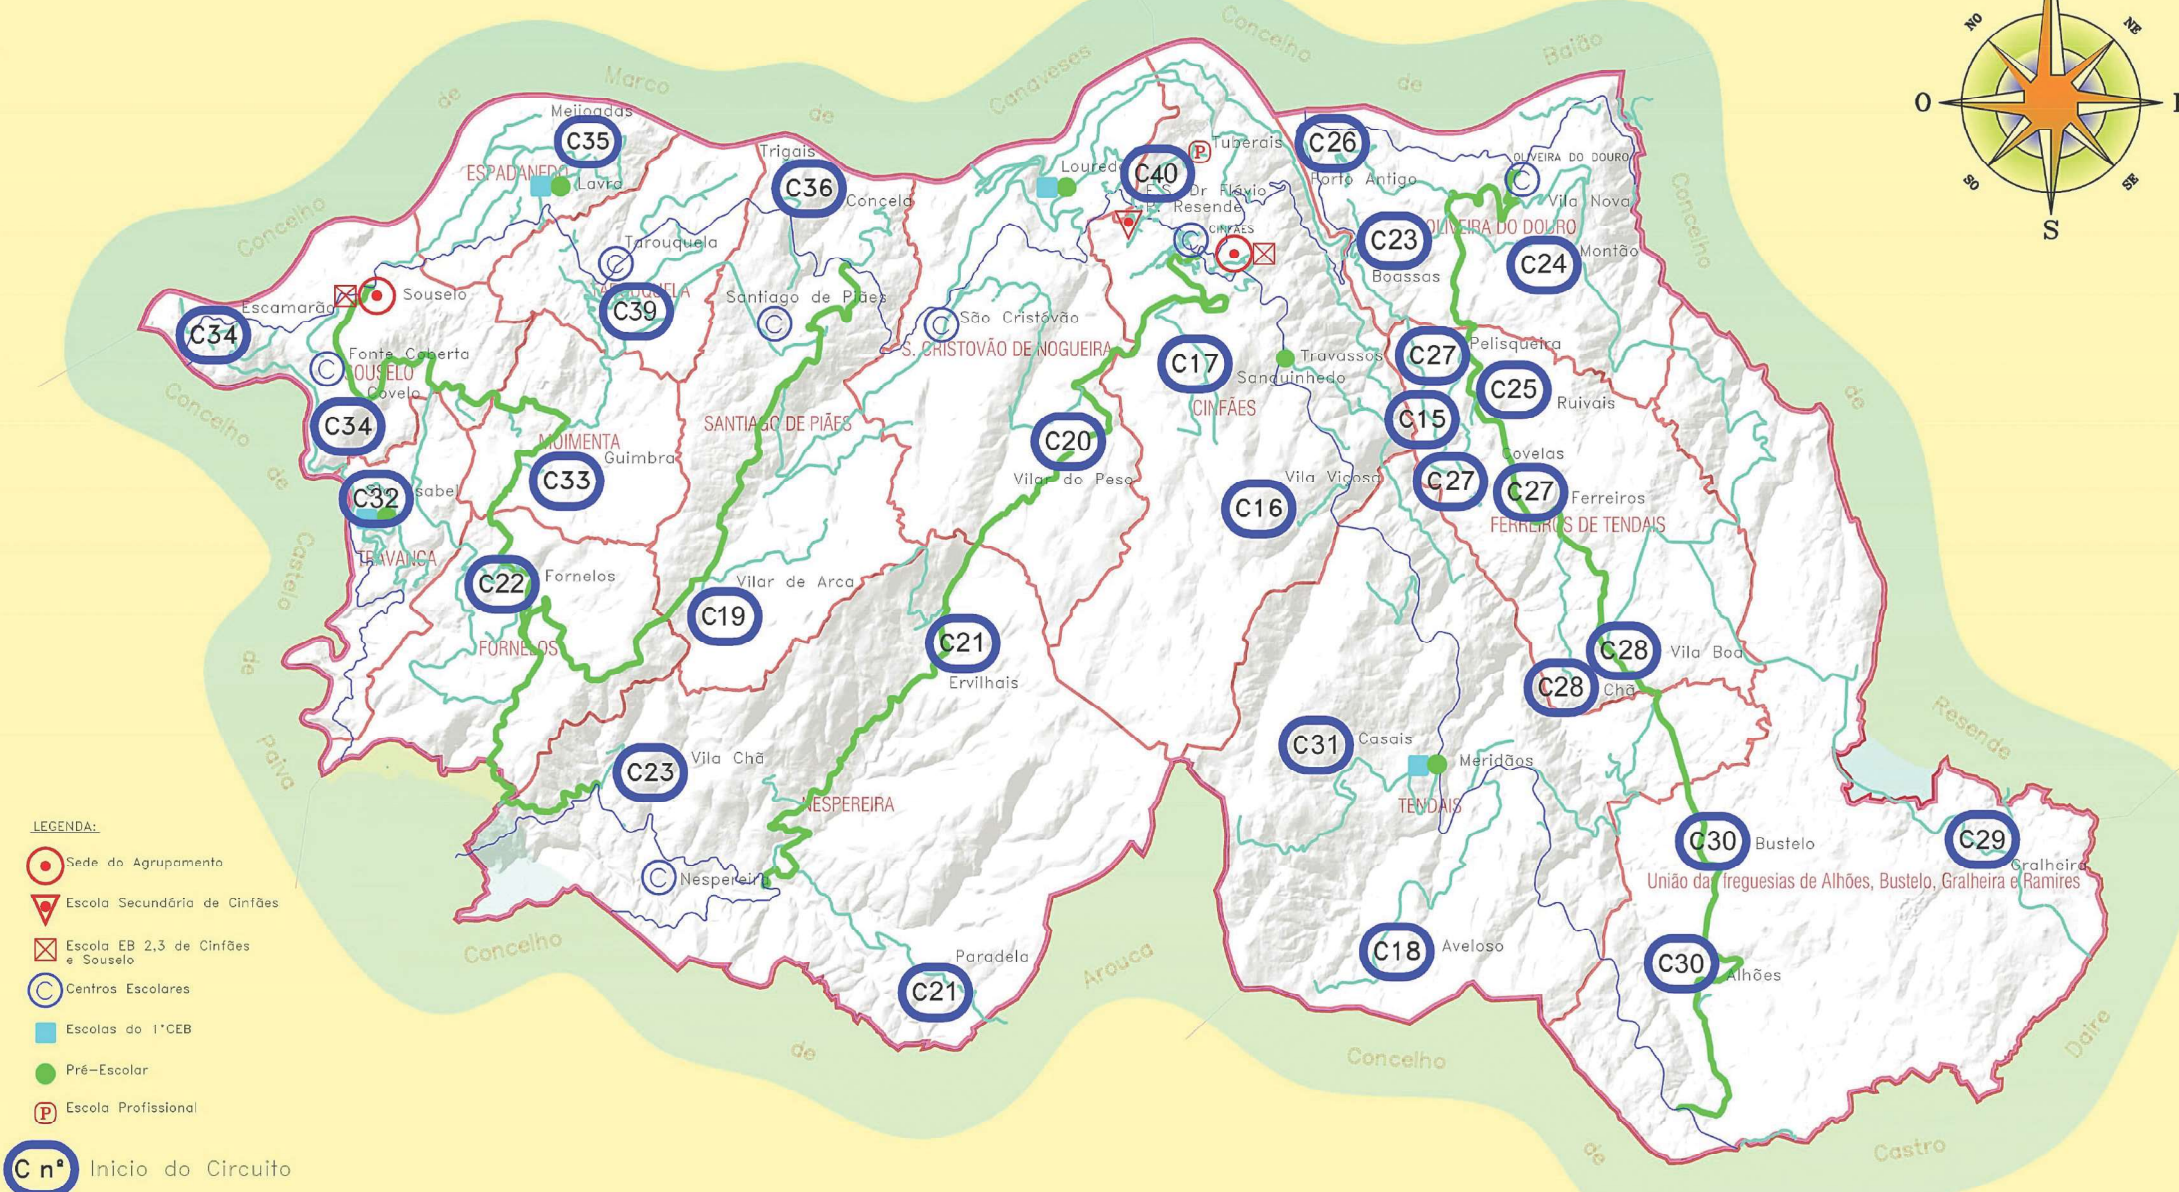 Concelho
de
Baião
NO
NE
O
SO
SE
S
Marco
de
Canaveses
de
Concelho
Mejjoadas
C35
ESPADANEDO
Lavra
Trigais
C36
Concela
Louredo
C40
P
Tuberais
E.S. Dr Flávio
Resende
C
CINFÃES
C26
Porto Antigo
OLIVEIRA DO DOURO
C
Vila Nova
OLIVEIRA DO DOURO
C23
Boassas
C24
Montão
Concelho
Tarouquela
C
C39
Escamarão
C34
Souselo
Santiago de Piães
C
São Cristóvão
C
S. CRISTOVÃO DE NOGUEIRA
Fonte Coberta
C
SOUSELO
Covelo
C34
C17
Sanguinhedo
Travassos
CINFÃES
C27
Pelisqueira
C25
Ruivais
C15
de
Concelho
de
Castelo
de
Paiva
MOIMENTA
Guimbra
C33
SANTIAGO DE PIÃES
C20
Vilar do Peso
C16
Vila Viçosa
C27
Covelas
C27
Ferreiros
FERREIROS DE TENDAIS
C32
Isabel
TRAVANCA
C22
Fornelos
FORNELOS
Vilar de Arca
C19
C21
Ervilhais
C28
Vila Boa
C28
Chã
C31
Casais
Meridãos
TENDAIS
Resende
C23
Vila Chã
NESPEREIRA
C
Nespereira
C30
Bustelo
C29
Gralheira
União das freguesias de Alhões, Bustelo, Gralheira e Ramires
C18
Aveloso
C30
Alhões
Paradela
C21
Concelho
de
Arouca
Concelho
de
Castro
Daire
LEGENDA:
Sede do Agrupamento
Escola Secundária de Cinfães
Escola EB 2,3 de Cinfães
e Souselo
C
Centros Escolares
Escolas do 1°CEB
Pré-Escolar
P
Escola Profissional
C nº
Inicio do Circuito